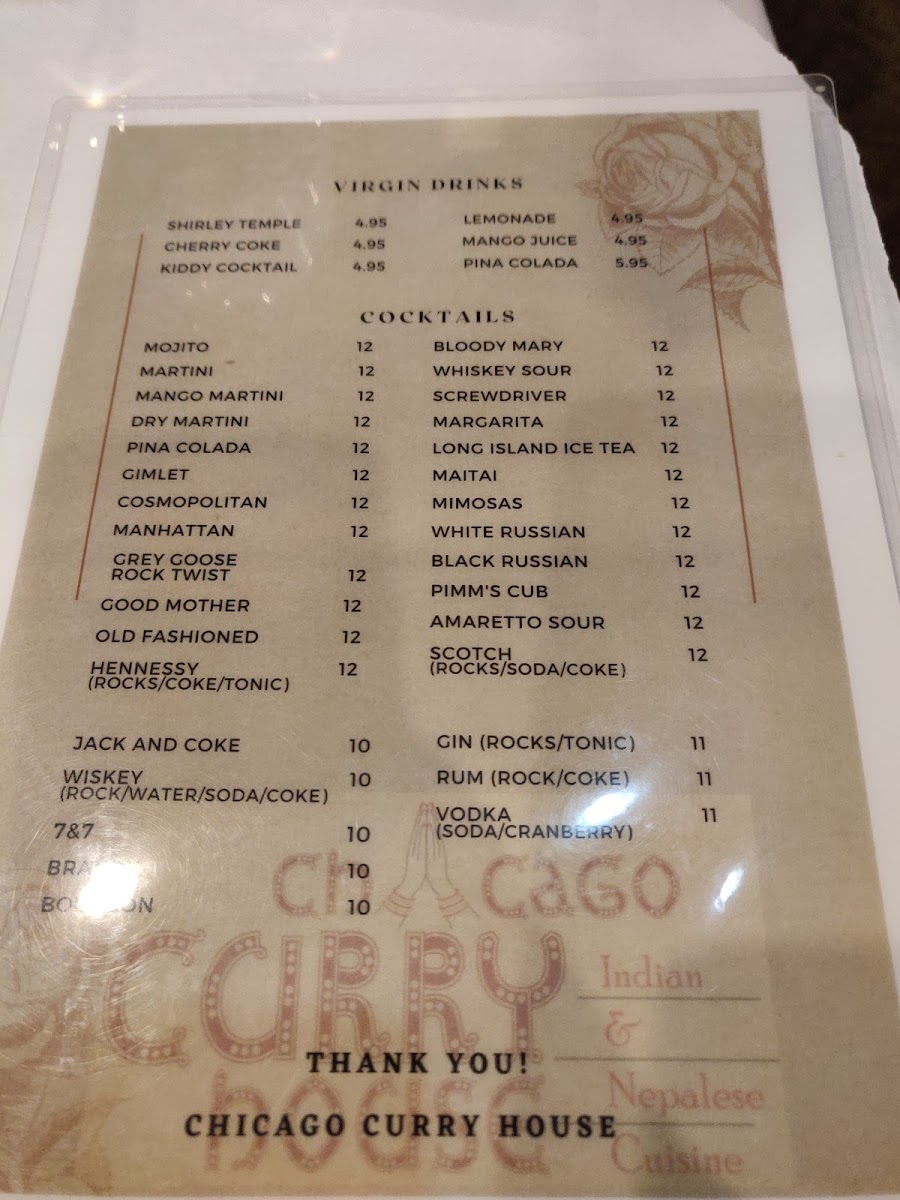 VIRGIN DRINKS
SHIRLEY TEMPLE 4.95
CHERRY COKE 4.95
KIDDY COCKTAIL 4.95
LEMONADE 4.95
MANGO JUICE 4.95
PINA COLADA 5.95
COCKTAILS
MOJITO 12
MARTINI 12
MANGO MARTINI 12
DRY MARTINI 12
PINA COLADA 12
GIMLET 12
COSMOPOLITAN 12
MANHATTAN 12
GREY GOOSE
ROCK TWIST 12
GOOD MOTHER 12
OLD FASHIONED 12
HENNESSY 12
(ROCKS/COKE/TONIC)
BLOODY MARY 12
WHISKEY SOUR 12
SCREWDRIVER 12
MARGARITA 12
LONG ISLAND ICE TEA 12
MAITAI 12
MIMOSAS 12
WHITE RUSSIAN 12
BLACK RUSSIAN 12
PIMM'S CUB 12
AMARETTO SOUR 12
SCOTCH 12
(ROCKS/SODA/COKE)
JACK AND COKE 10
WISKEY 10
(ROCK/WATER/SODA/COKE)
7&7 10
10
10
GIN (ROCKS/TONIC) 11
RUM (ROCK/COKE) 11
VODKA 11
(SODA/CRANBERRY)
chicago
CURRY
house
Indian
&
Nepalese
Cuisine
THANK YOU!
CHICAGO CURRY HOUSE